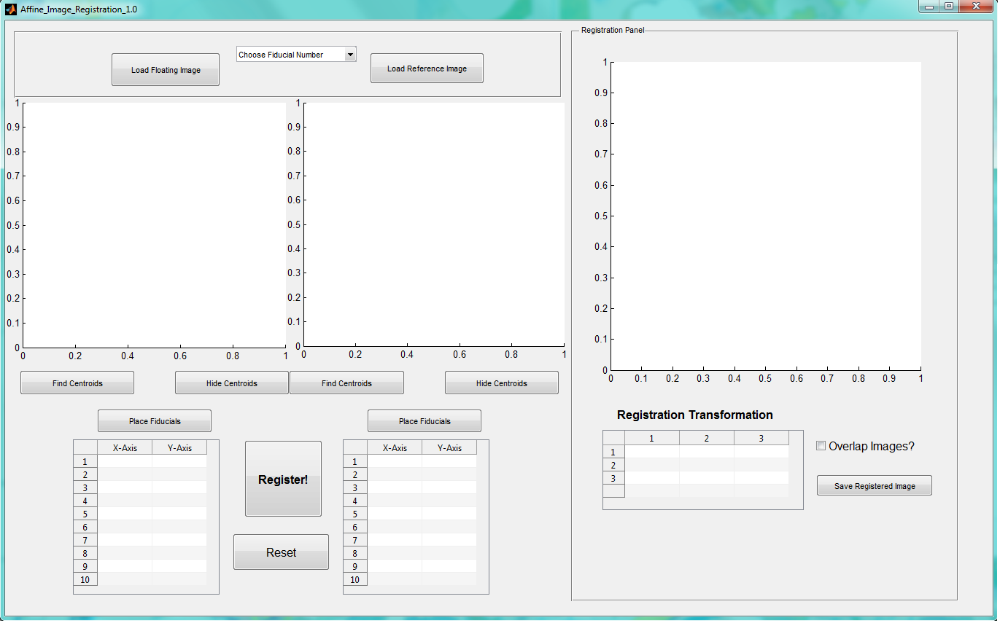 Affine_Image_Registration_1.0
Load Floating Image
Choose Fiducial Number
Load Reference Image
1
0.9
0.8
0.7
0.6
0.5
0.4
0.3
0.2
0.1
0
0 0.2 0.4 0.6 0.8 1
1
0.9
0.8
0.7
0.6
0.5
0.4
0.3
0.2
0.1
0
0 0.2 0.4 0.6 0.8 1
Find Centroids
Hide Centroids
Find Centroids
Hide Centroids
Place Fiducials
X-Axis Y-Axis
1
2
3
4
5
6
7
8
9
10
Register!
Reset
Place Fiducials
X-Axis Y-Axis
1
2
3
4
5
6
7
8
9
10
Registration Panel
1
0.9
0.8
0.7
0.6
0.5
0.4
0.3
0.2
0.1
0
0 0.1 0.2 0.3 0.4 0.5 0.6 0.7 0.8 0.9 1
Registration Transformation
1 2 3
1
2
3
Overlap Images?
Save Registered Image